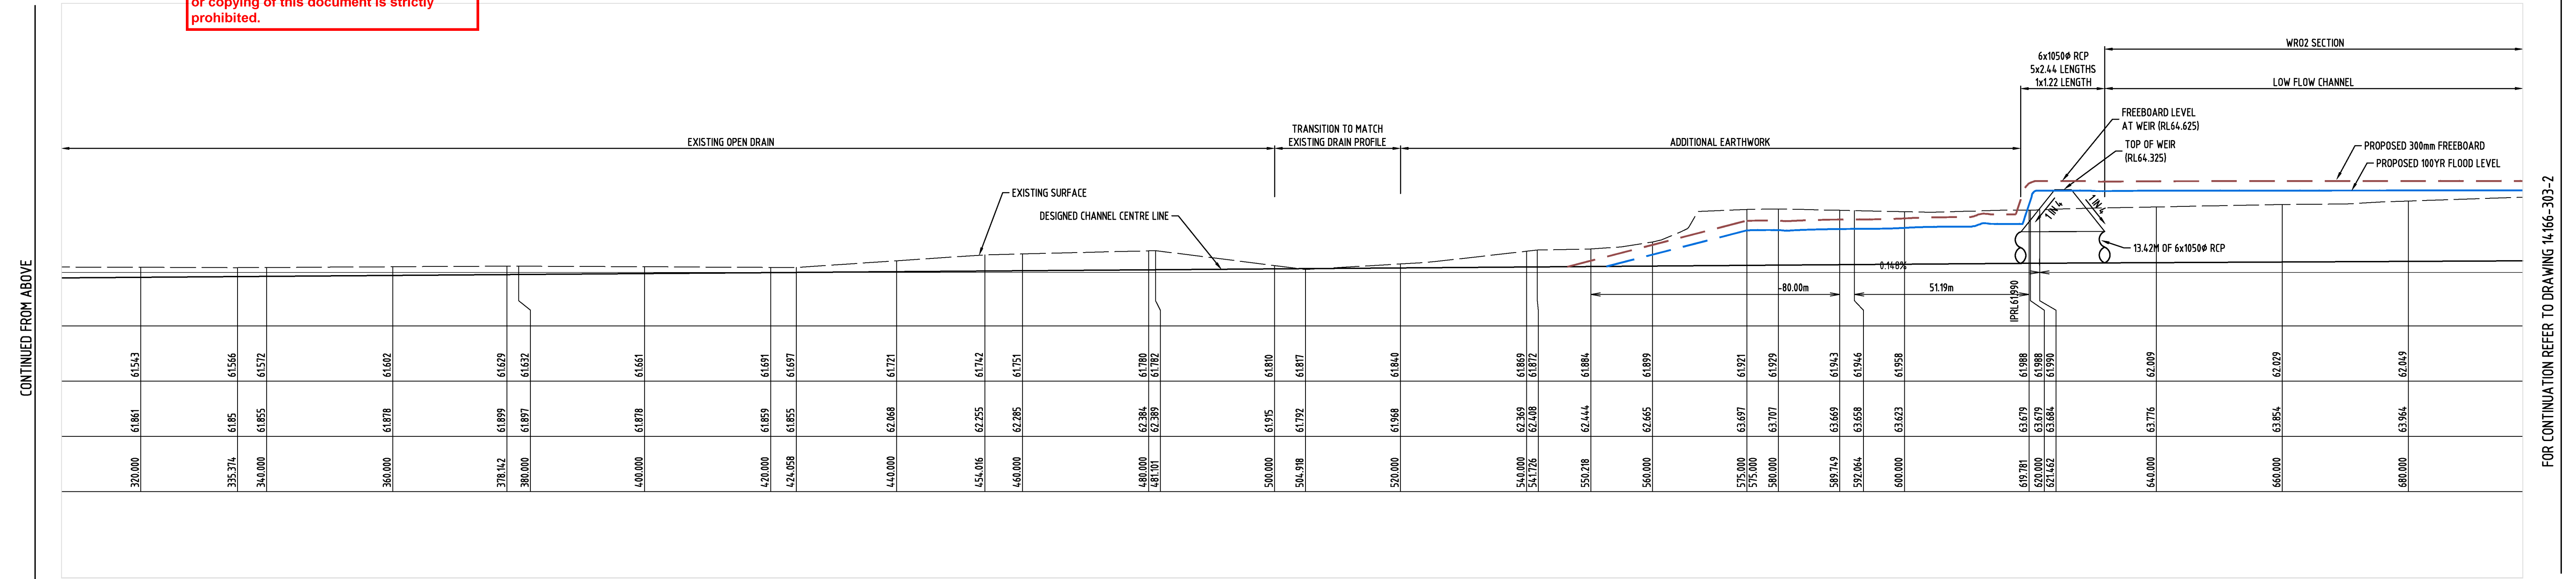 or copying of this document is strictly
prohibited.
WR02 SECTION
6x1050Ø RCP
5x2.44 LENGTHS
1x1.22 LENGTH
LOW FLOW CHANNEL
FREEBOARD LEVEL
AT WEIR (RL64.625)
TOP OF WEIR
(RL64.325)
TRANSITION TO MATCH
EXISTING DRAIN PROFILE
EXISTING OPEN DRAIN
ADDITIONAL EARTHWORK
PROPOSED 300mm FREEBOARD
PROPOSED 100YR FLOOD LEVEL
EXISTING SURFACE
DESIGNED CHANNEL CENTRE LINE
1 IN 4
1 IN 4
13.42M OF 6x1050Ø RCP
0.148%
-80.00m
51.19m
IPRL61.990
CONTINUED FROM ABOVE
FOR CONTINUATION REFER TO DRAWING 14166-303-2
61.543 61.566 61.572 61.602 61.629 61.632 61.661 61.691 61.697 61.721 61.742 61.751 61.780 61.782 61.810 61.817 61.840 61.869 61.872 61.884 61.899 61.921 61.929 61.943 61.946 61.958 61.988 61.988 61.990 62.009 62.029 62.049
61.861 61.85 61.855 61.878 61.899 61.897 61.878 61.859 61.855 62.068 62.255 62.285 62.384 62.389 61.915 61.792 61.968 62.369 62.408 62.444 62.665 63.697 63.707 63.669 63.658 63.623 63.679 63.679 63.684 63.776 63.854 63.964
320.000 335.374 340.000 360.000 378.142 380.000 400.000 420.000 424.058 440.000 454.016 460.000 480.000 481.101 500.000 504.918 520.000 540.000 541.726 550.218 560.000 575.000 575.000 580.000 589.749 592.064 600.000 619.781 620.000 621.462 640.000 660.000 680.000